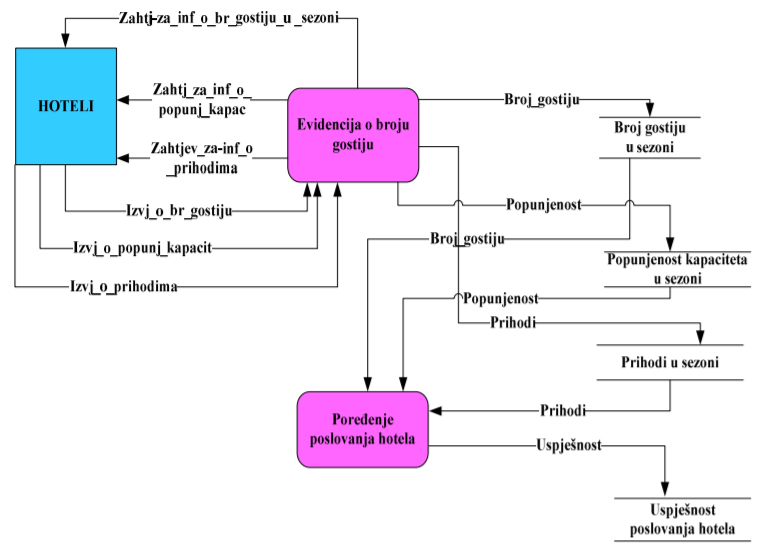 Zahtj-za_inf_o_br_gostiju_u_sezoni
HOTELI
Zahtj_za_inf_o_
popunj_kapac
Zahtjev_za-inf_o
_prihodima
Evidencija o broju
gostiju
Broj_gostiju
Broj gostiju
u sezoni
Izvj_o_br_gostiju
Popunjenost
Izvj_o_popunj_kapacit
Broj_gostiju
Popunjenost kapaciteta
u sezoni
Izvj_o_prihodima
Popunjenost
Prihodi
Prihodi u sezoni
Poređenje
poslovanja hotela
Prihodi
Uspješnost
Uspješnost
poslovanja hotela